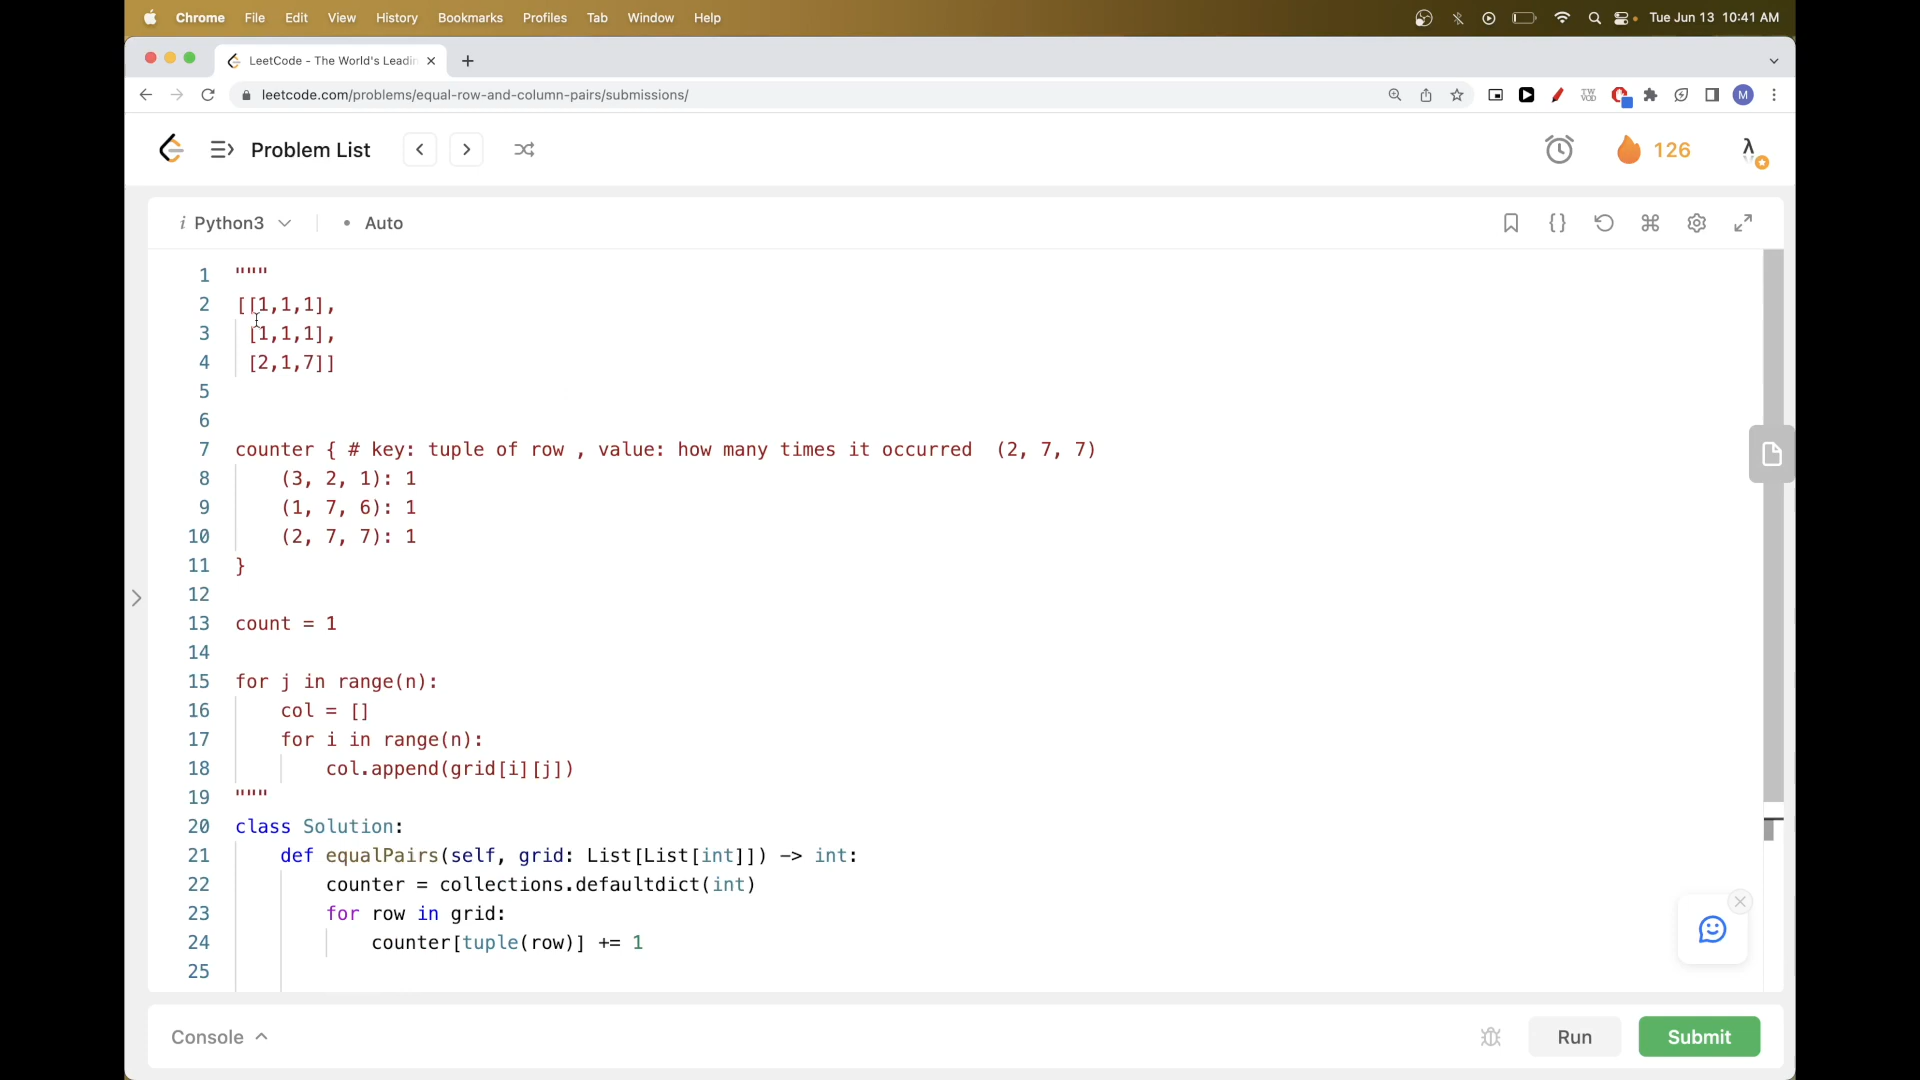 Chrome File Edit View History Bookmarks Profiles Tab Window Help Tue Jun 13 10:41 AM
LeetCode - The World's Leadin
leetcode.com/problems/equal-row-and-column-pairs/submissions/ TW VOD M
Problem List 126
i Python3 • Auto {}
1 """
2 [[1,1,1],
3 [1,1,1],
4 [2,1,7]]
5
6
7 counter { # key: tuple of row , value: how many times it occurred (2, 7, 7)
8 (3, 2, 1): 1
9 (1, 7, 6): 1
10 (2, 7, 7): 1
11 }
12
13 count = 1
14
15 for j in range(n):
16 col = []
17 for i in range(n):
18 col.append(grid[i][j])
19 """
20 class Solution:
21 def equalPairs(self, grid: List[List[int]]) -> int:
22 counter = collections.defaultdict(int)
23 for row in grid:
24 counter[tuple(row)] += 1
25
Console Run Submit